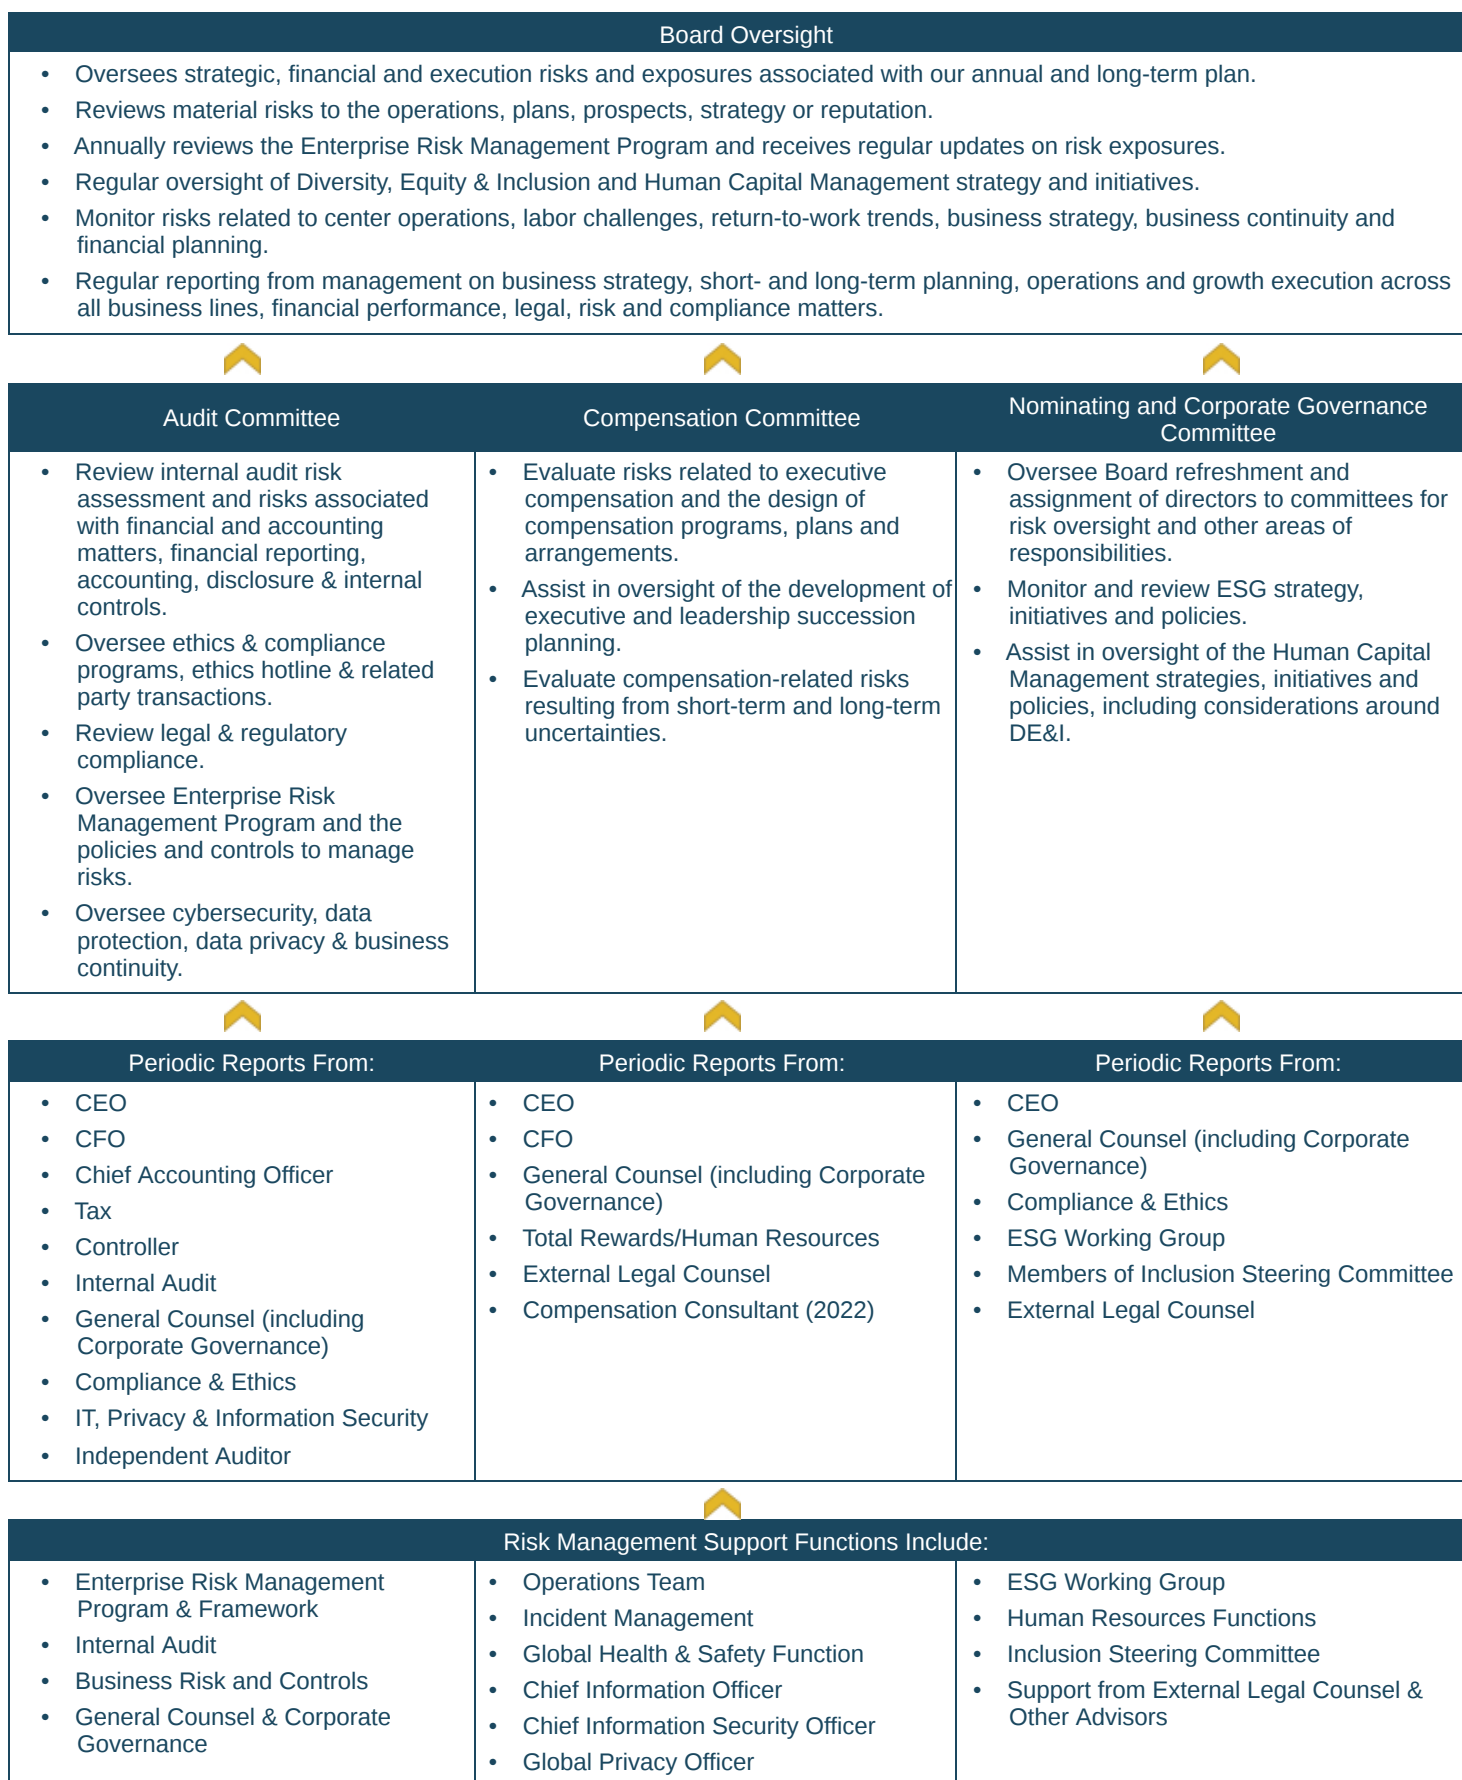 Board Oversight
• Oversees strategic, financial and execution risks and exposures associated with our annual and long-term plan.
• Reviews material risks to the operations, plans, prospects, strategy or reputation.
• Annually reviews the Enterprise Risk Management Program and receives regular updates on risk exposures.
• Regular oversight of Diversity, Equity & Inclusion and Human Capital Management strategy and initiatives.
• Monitor risks related to center operations, labor challenges, return-to-work trends, business strategy, business continuity and
financial planning.
• Regular reporting from management on business strategy, short- and long-term planning, operations and growth execution across
all business lines, financial performance, legal, risk and compliance matters.
Audit Committee
• Review internal audit risk
assessment and risks associated
with financial and accounting
matters, financial reporting,
accounting, disclosure & internal
controls.
• Oversee ethics & compliance
programs, ethics hotline & related
party transactions.
• Review legal & regulatory
compliance.
• Oversee Enterprise Risk
Management Program and the
policies and controls to manage
risks.
• Oversee cybersecurity, data
protection, data privacy & business
continuity.
Compensation Committee
• Evaluate risks related to executive
compensation and the design of
compensation programs, plans and
arrangements.
• Assist in oversight of the development of
executive and leadership succession
planning.
• Evaluate compensation-related risks
resulting from short-term and long-term
uncertainties.
Nominating and Corporate Governance
Committee
• Oversee Board refreshment and
assignment of directors to committees for
risk oversight and other areas of
responsibilities.
• Monitor and review ESG strategy,
initiatives and policies.
• Assist in oversight of the Human Capital
Management strategies, initiatives and
policies, including considerations around
DE&I.
Periodic Reports From:
• CEO
• CFO
• Chief Accounting Officer
• Tax
• Controller
• Internal Audit
• General Counsel (including
Corporate Governance)
• Compliance & Ethics
• IT, Privacy & Information Security
• Independent Auditor
Periodic Reports From:
• CEO
• CFO
• General Counsel (including Corporate
Governance)
• Total Rewards/Human Resources
• External Legal Counsel
• Compensation Consultant (2022)
Periodic Reports From:
• CEO
• General Counsel (including Corporate
Governance)
• Compliance & Ethics
• ESG Working Group
• Members of Inclusion Steering Committee
• External Legal Counsel
Risk Management Support Functions Include:
• Enterprise Risk Management
Program & Framework
• Internal Audit
• Business Risk and Controls
• General Counsel & Corporate
Governance
• Operations Team
• Incident Management
• Global Health & Safety Function
• Chief Information Officer
• Chief Information Security Officer
• Global Privacy Officer
• ESG Working Group
• Human Resources Functions
• Inclusion Steering Committee
• Support from External Legal Counsel &
Other Advisors